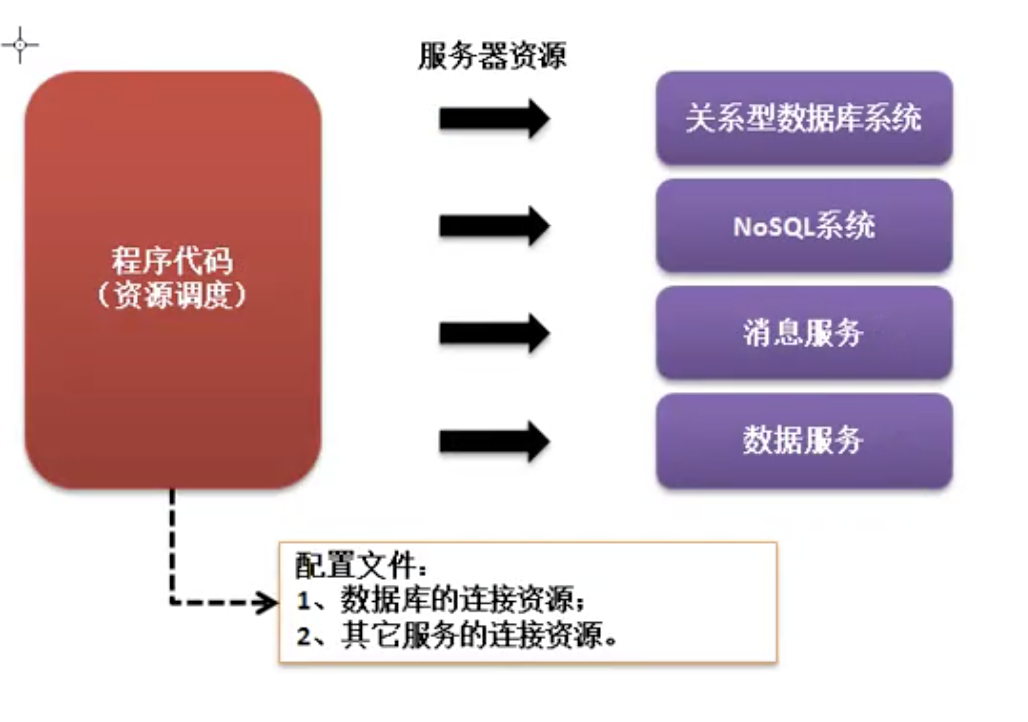 服务器资源
程序代码
（资源调度）
关系型数据库系统
NoSQL系统
消息服务
数据服务
配置文件：
1、数据库的连接资源；
2、其它服务的连接资源。